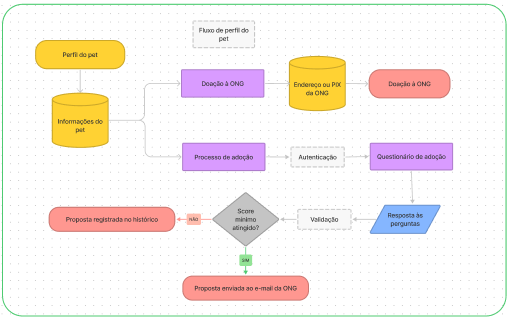 Fluxo de perfil do
pet
Perfil do pet
Doação à ONG
Endereço ou PIX
da ONG
Doação à ONG
Informações do
pet
Processo de adoção
Autenticação
Questionário de adoção
Score
mínimo
atingido?
Proposta registrada no histórico
NÃO
Validação
Resposta às
perguntas
SIM
Proposta enviada ao e-mail da ONG